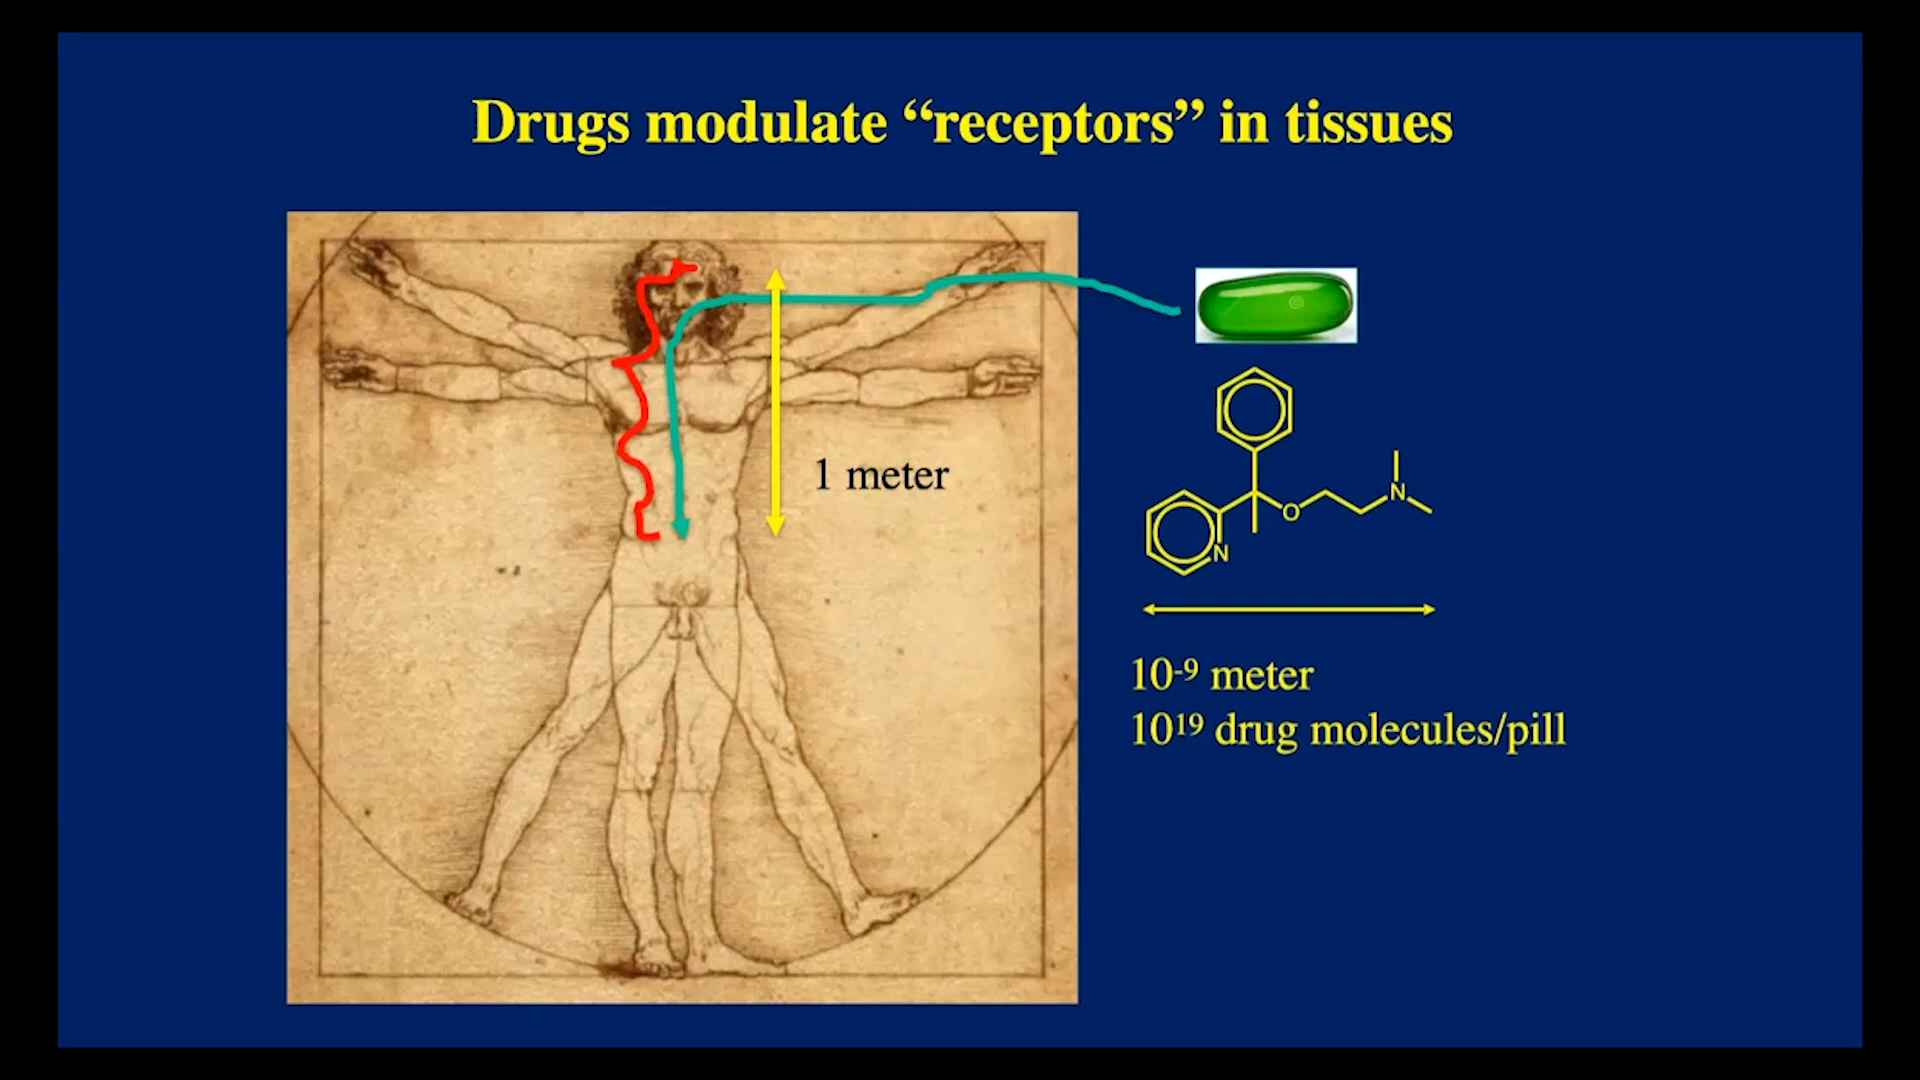 Drugs modulate “receptors” in tissues
1 meter
N
O
N
10-9 meter
1019 drug molecules/pill